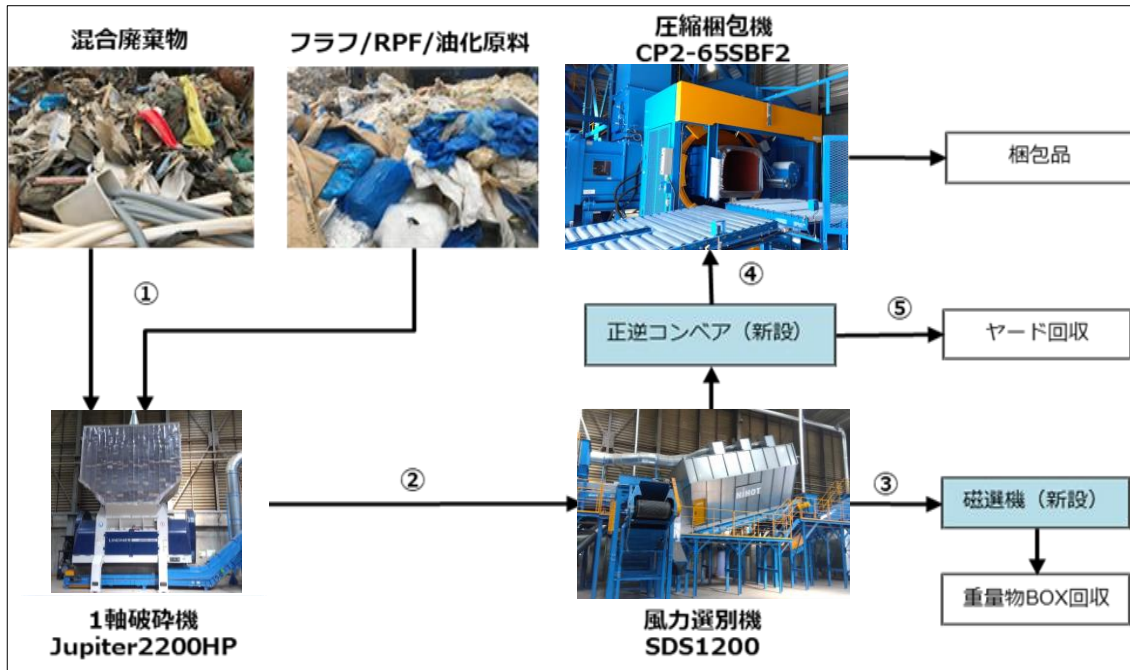 混合廃棄物
フラフ/RPF/油化原料
圧縮梱包機
CP2-65SBF2
梱包品
①
④
⑤
正逆コンベア（新設）
ヤード回収
②
③
磁選機（新設）
重量物BOX回収
1軸破砕機
Jupiter2200HP
風力選別機
SDS1200